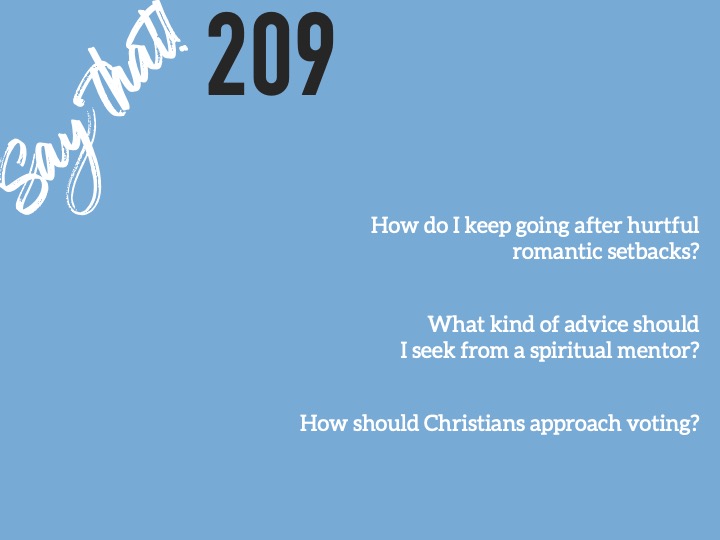 Say that!
209
How do I keep going after hurtful
romantic setbacks?
What kind of advice should
I seek from a spiritual mentor?
How should Christians approach voting?